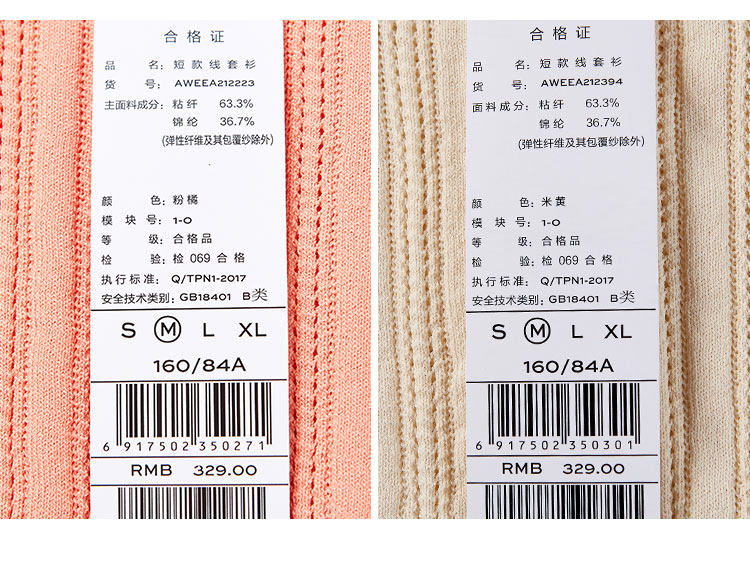 合格证
品 名: 短款线套衫
货 号: AWEEA212223
主面料成分: 粘纤 63.3%
锦纶 36.7%
(弹性纤维及其包覆纱除外)
颜 色: 粉橘
模 块 号: 1-0
等 级: 合格品
检 验: 检 069 合格
执行标准: Q/TPN1-2017
安全技术类别: GB18401 B类
S M L XL
160/84A
6 917502 350271
RMB 329.00
合格证
品 名: 短款线套衫
货 号: AWEEA212394
面料成分: 粘纤 63.3%
锦纶 36.7%
(弹性纤维及其包覆纱除外)
颜 色: 米黄
模 块 号: 1-0
等 级: 合格品
检 验: 检 069 合格
执行标准: Q/TPN1-2017
安全技术类别: GB18401 B类
S M L XL
160/84A
6 917502 350301
RMB 329.00